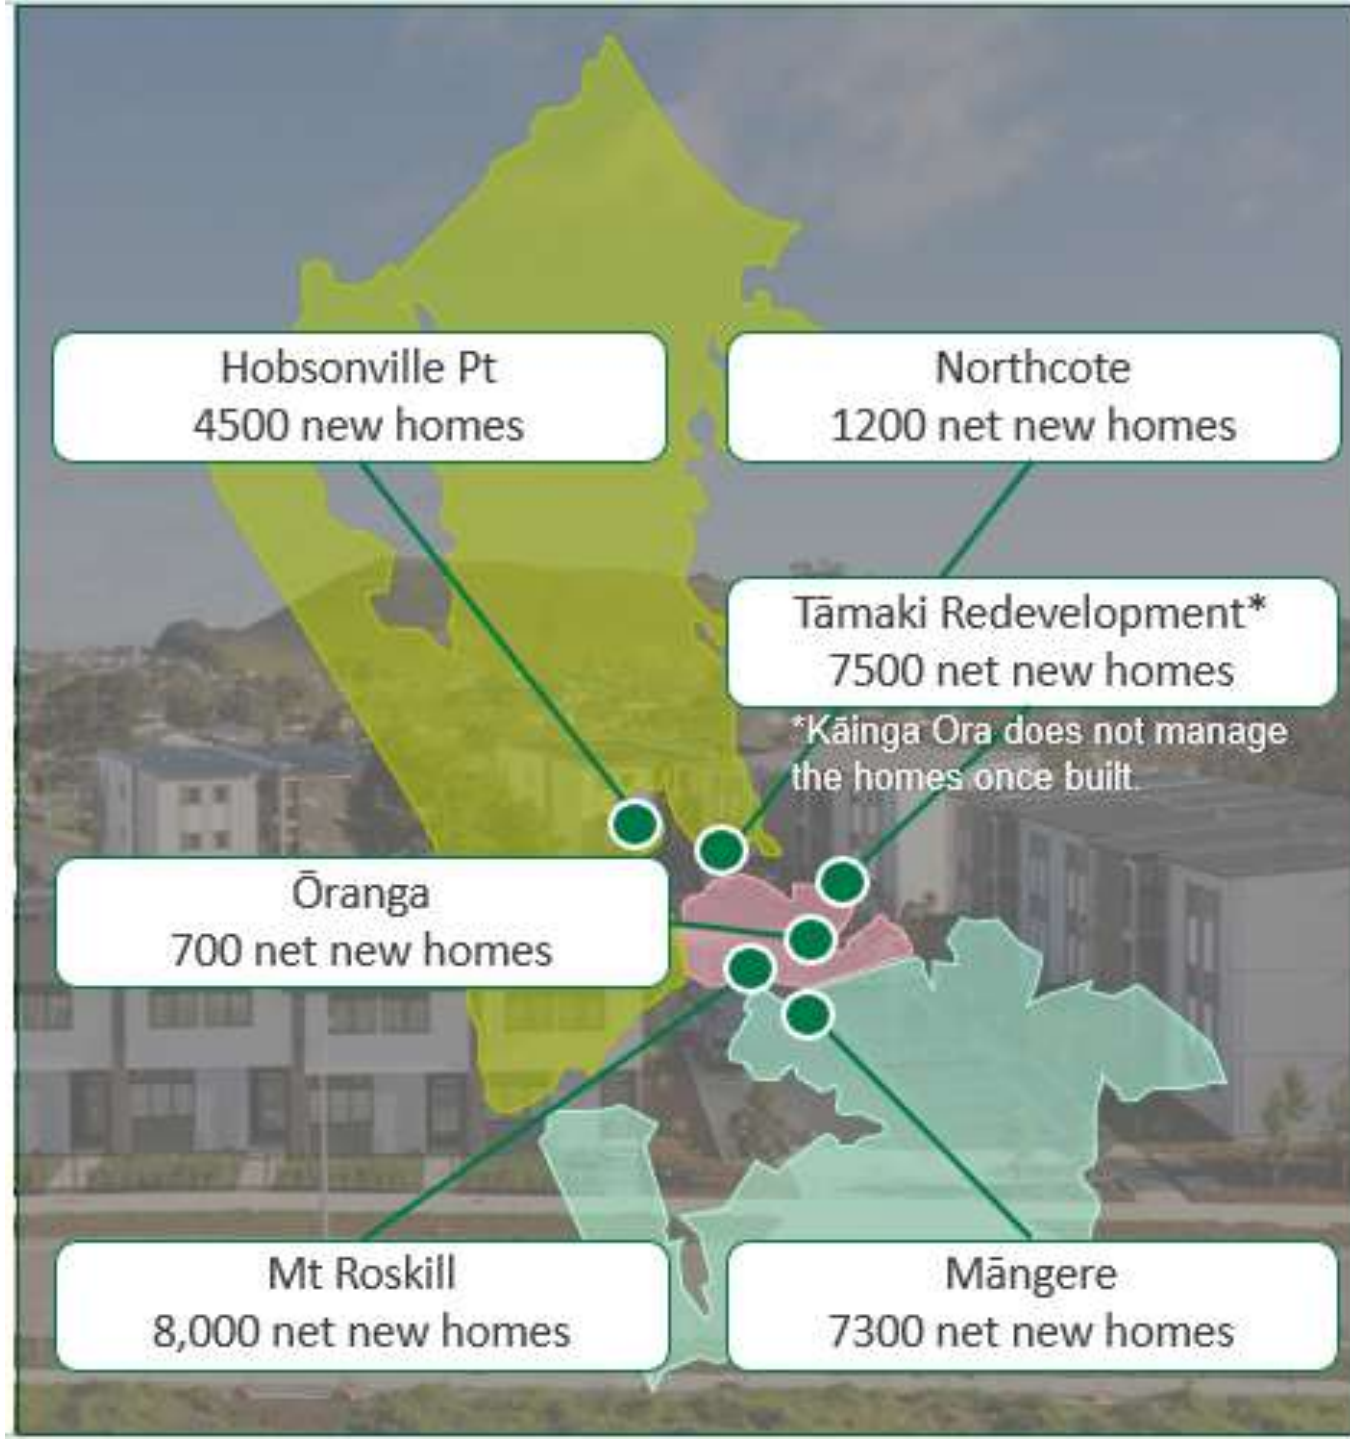 Hobsonville Pt
4500 new homes
Northcote
1200 net new homes
Tāmaki Redevelopment*
7500 net new homes
*Kāinga Ora does not manage
the homes once built.
Ōranga
700 net new homes
Mt Roskill
8,000 net new homes
Māngere
7300 net new homes